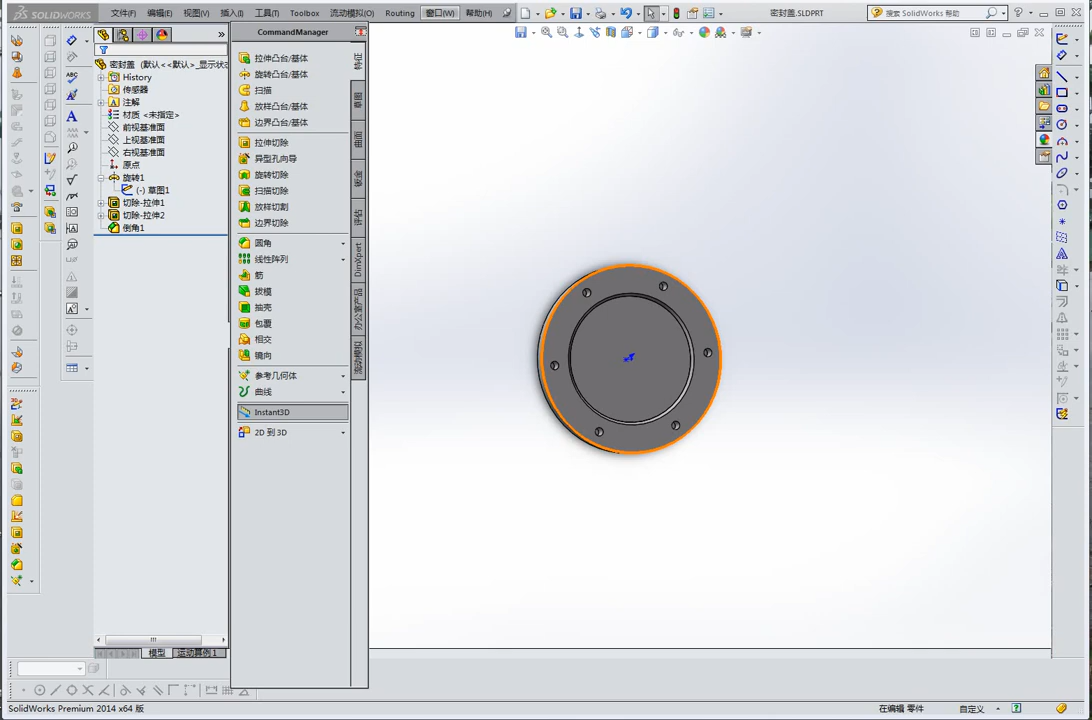 SOLIDWORKS 文件(F) 编辑(E) 视图(V) 插入(I) 工具(T) Toolbox 流动模拟(O) Routing 窗口(W) 帮助(H) 密封盖.SLDPRT 搜索 SolidWorks 帮助
CommandManager
密封盖 (默认<<默认>_显示状态
History
传感器
注解
材质 <未指定>
前视基准面
上视基准面
右视基准面
原点
旋转1
(-) 草图1
切除-拉伸1
切除-拉伸2
倒角1
拉伸凸台/基体
旋转凸台/基体
扫描
放样凸台/基体
边界凸台/基体
拉伸切除
异型孔向导
旋转切除
扫描切除
放样切割
边界切除
圆角
线性阵列
筋
拔模
抽壳
包覆
相交
镜向
参考几何体
曲线
Instant3D
2D 到 3D
特征
草图
曲面
钣金
评估
DimXpert
办公室产品
流动模拟
模型 运动算例 1
SolidWorks Premium 2014 x64 版 在编辑 零件 自定义